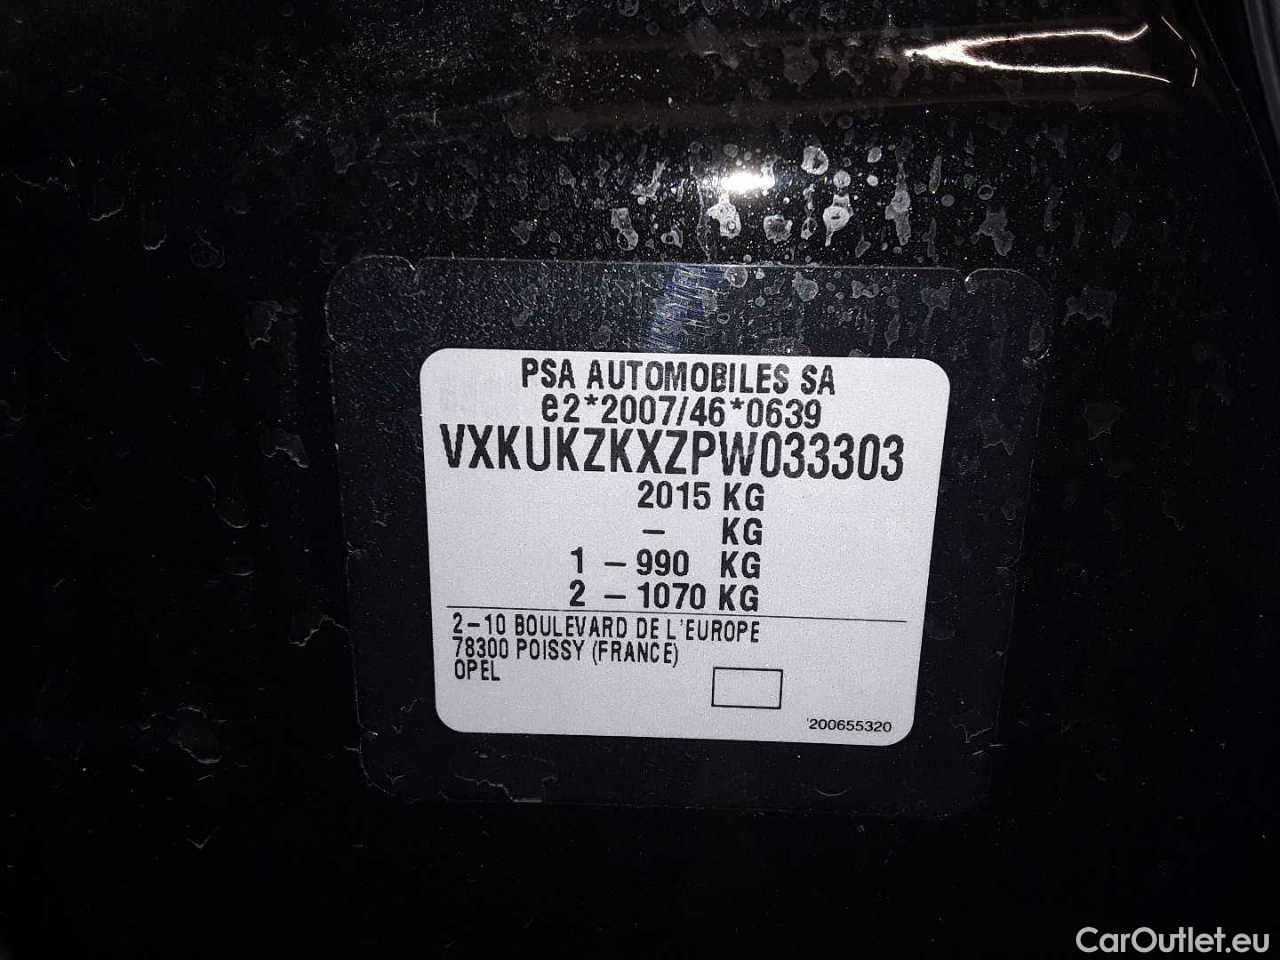 PSA AUTOMOBILES SA
e2*2007/46*0639
VXKUKZKXZPW033303
2015 KG
- KG
1 - 990 KG
2 - 1070 KG
2-10 BOULEVARD DE L'EUROPE
78300 POISSY (FRANCE)
OPEL
'200655320
CarOutlet.eu